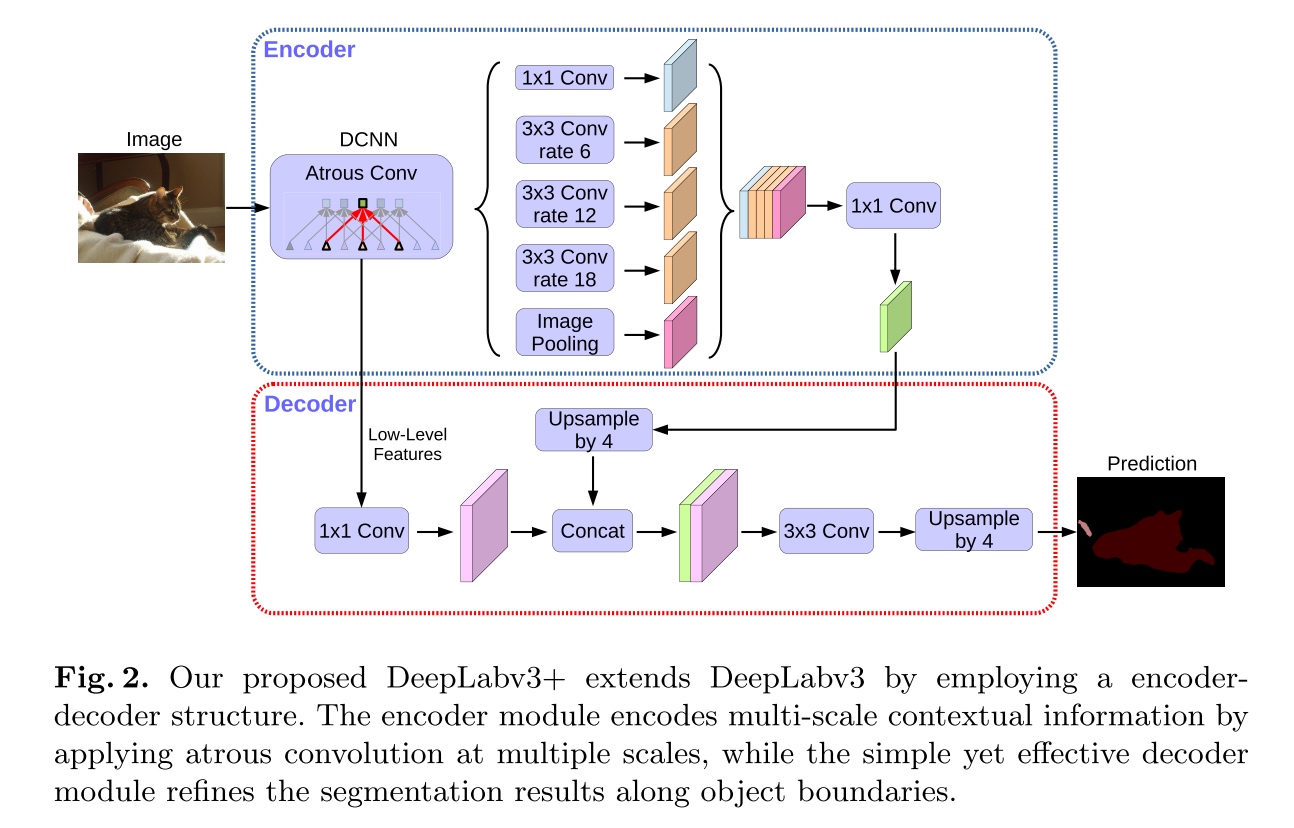 Encoder
Image
DCNN
Atrous Conv
1x1 Conv
3x3 Conv
rate 6
3x3 Conv
rate 12
3x3 Conv
rate 18
Image
Pooling
1x1 Conv
Decoder
Low-Level
Features
Upsample
by 4
1x1 Conv
Concat
3x3 Conv
Upsample
by 4
Prediction
Fig. 2. Our proposed DeepLabv3+ extends DeepLabv3 by employing a encoder-
decoder structure. The encoder module encodes multi-scale contextual information by
applying atrous convolution at multiple scales, while the simple yet effective decoder
module refines the segmentation results along object boundaries.